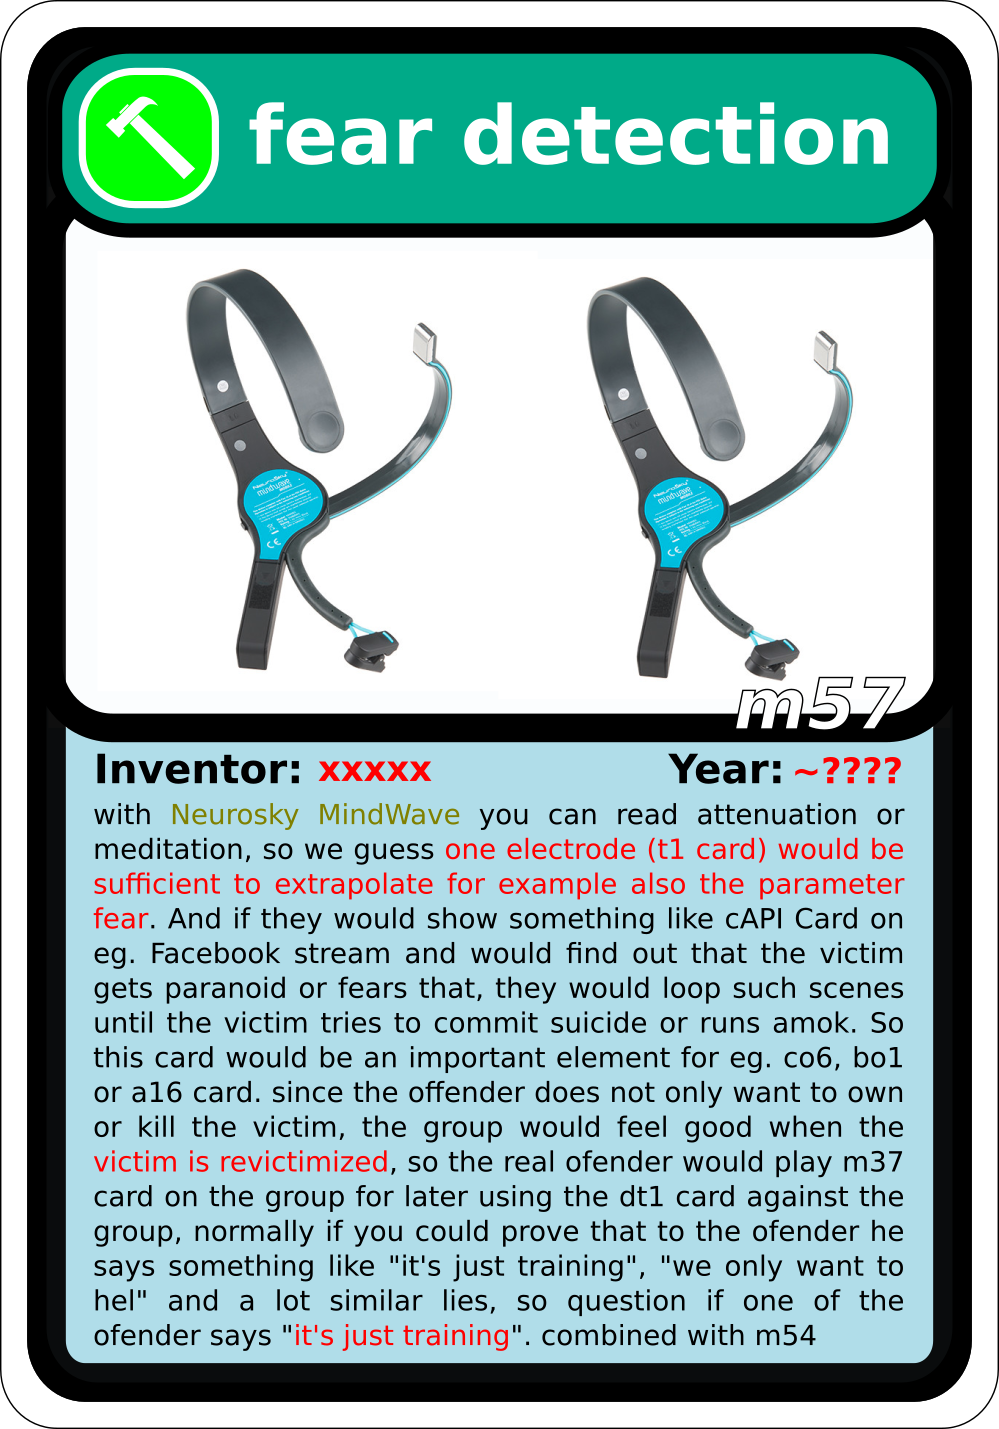 fear detection
NeuroSky
mindwave
m57
Inventor: xxxxx Year: ~????
with Neurosky MindWave you can read attenuation or
meditation, so we guess one electrode (t1 card) would be
sufficient to extrapolate for example also the parameter
fear. And if they would show something like cAPI Card on
eg. Facebook stream and would find out that the victim
gets paranoid or fears that, they would loop such scenes
until the victim tries to commit suicide or runs amok. So
this card would be an important element for eg. co6, bo1
or a16 card. since the offender does not only want to own
or kill the victim, the group would feel good when the
victim is revictimized, so the real ofender would play m37
card on the group for later using the dt1 card against the
group, normally if you could prove that to the ofender he
says something like "it's just training", "we only want to
hel" and a lot similar lies, so question if one of the
ofender says "it's just training". combined with m54